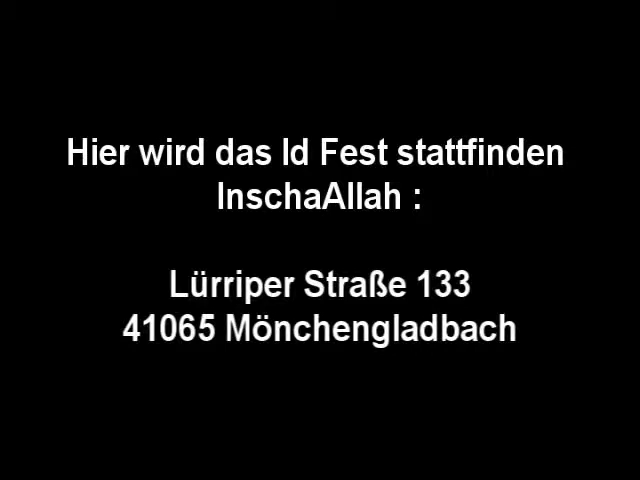 Hier wird das Id Fest stattfinden
InschaAllah :
Lürriper Straße 133
41065 Mönchengladbach